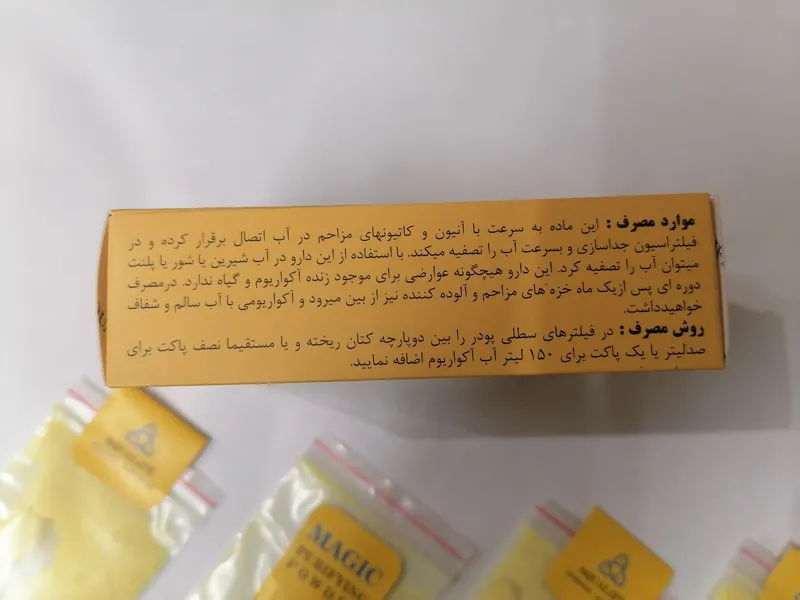 موارد مصرف : این ماده به سرعت با آنیون و کاتیونهای مزاحم در آب اتصال برقرار کرده و در
فیلتراسیون جداسازی و بسرعت آب را تصفیه میکند. با استفاده از این دارو در آب شیرین یا شور یا پلنت
میتوان آب را تصفیه کرد. این دارو هیچگونه عوارضی برای موجود زنده آکواریوم و گیاه ندارد. درمصرف
دوره ای پس ازیک ماه خزه های مزاحم و آلوده کننده نیز از بین میرود و آکواریومی با آب سالم و شفاف
خواهیدداشت.
روش مصرف : در فیلترهای سطلی پودر را بین دوپارچه کتان ریخته و یا مستقیما نصف پاکت برای
صدلیتر یا یک پاکت برای ۱۵۰ لیتر آب آکواریوم اضافه نمایید.
MAGIC
PURIFYING